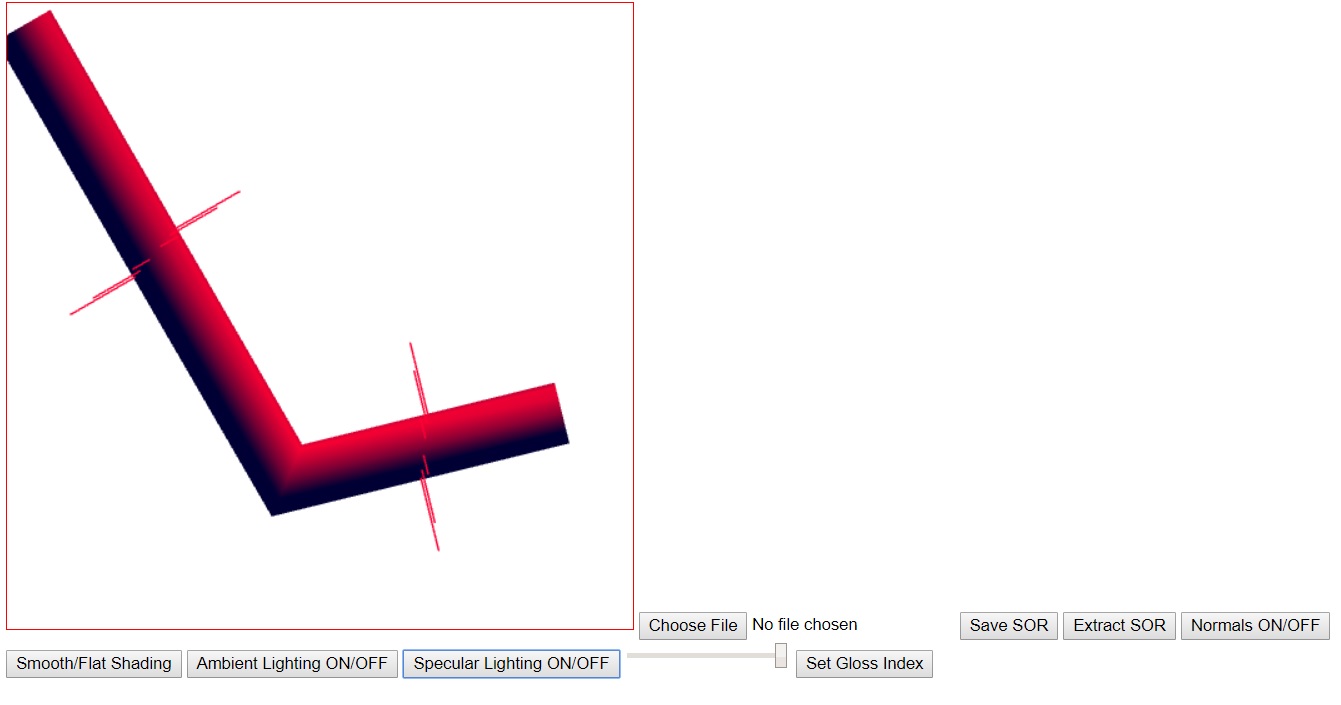 Choose File No file chosen Save SOR Extract SOR Normals ON/OFF
Smooth/Flat Shading Ambient Lighting ON/OFF Specular Lighting ON/OFF Set Gloss Index